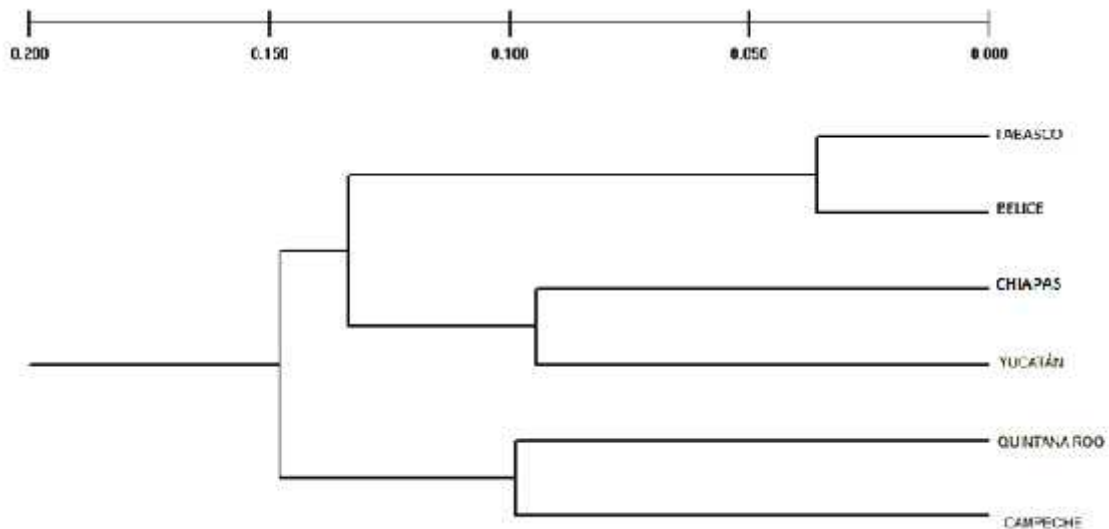 0.200 0.150 0.100 0.050 0.000
TABASCO
BELICE
CHIAPAS
YUCATÁN
QUINTANA ROO
CAMPECHE